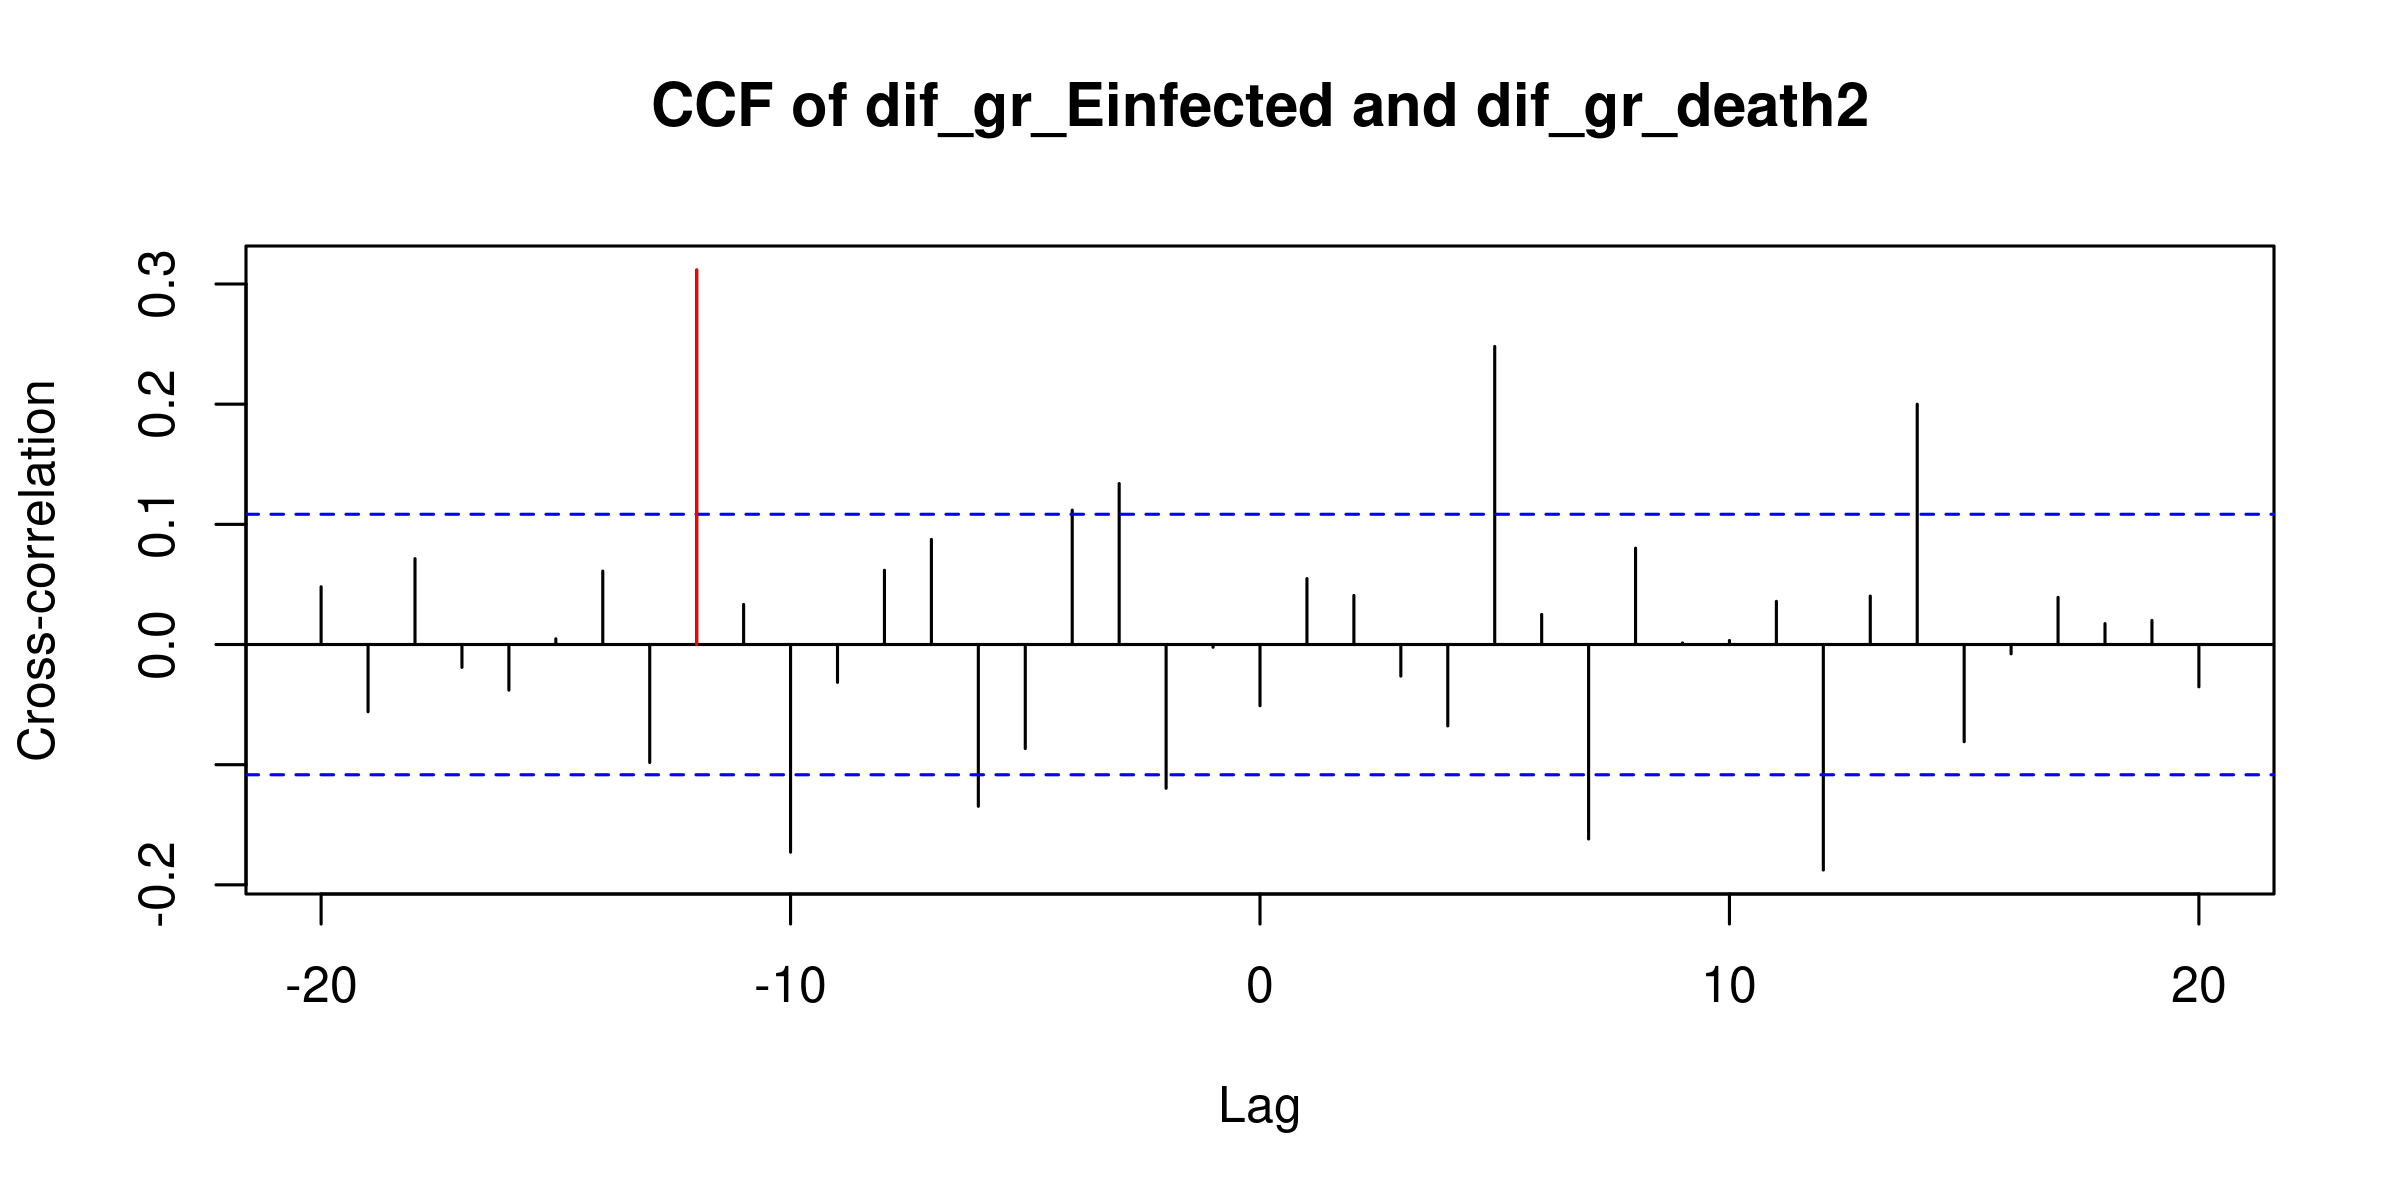 CCF of dif_gr_Einfected and dif_gr_death2
Cross-correlation
0.3
0.2
0.1
0.0
-0.2
-20 -10 0 10 20
Lag